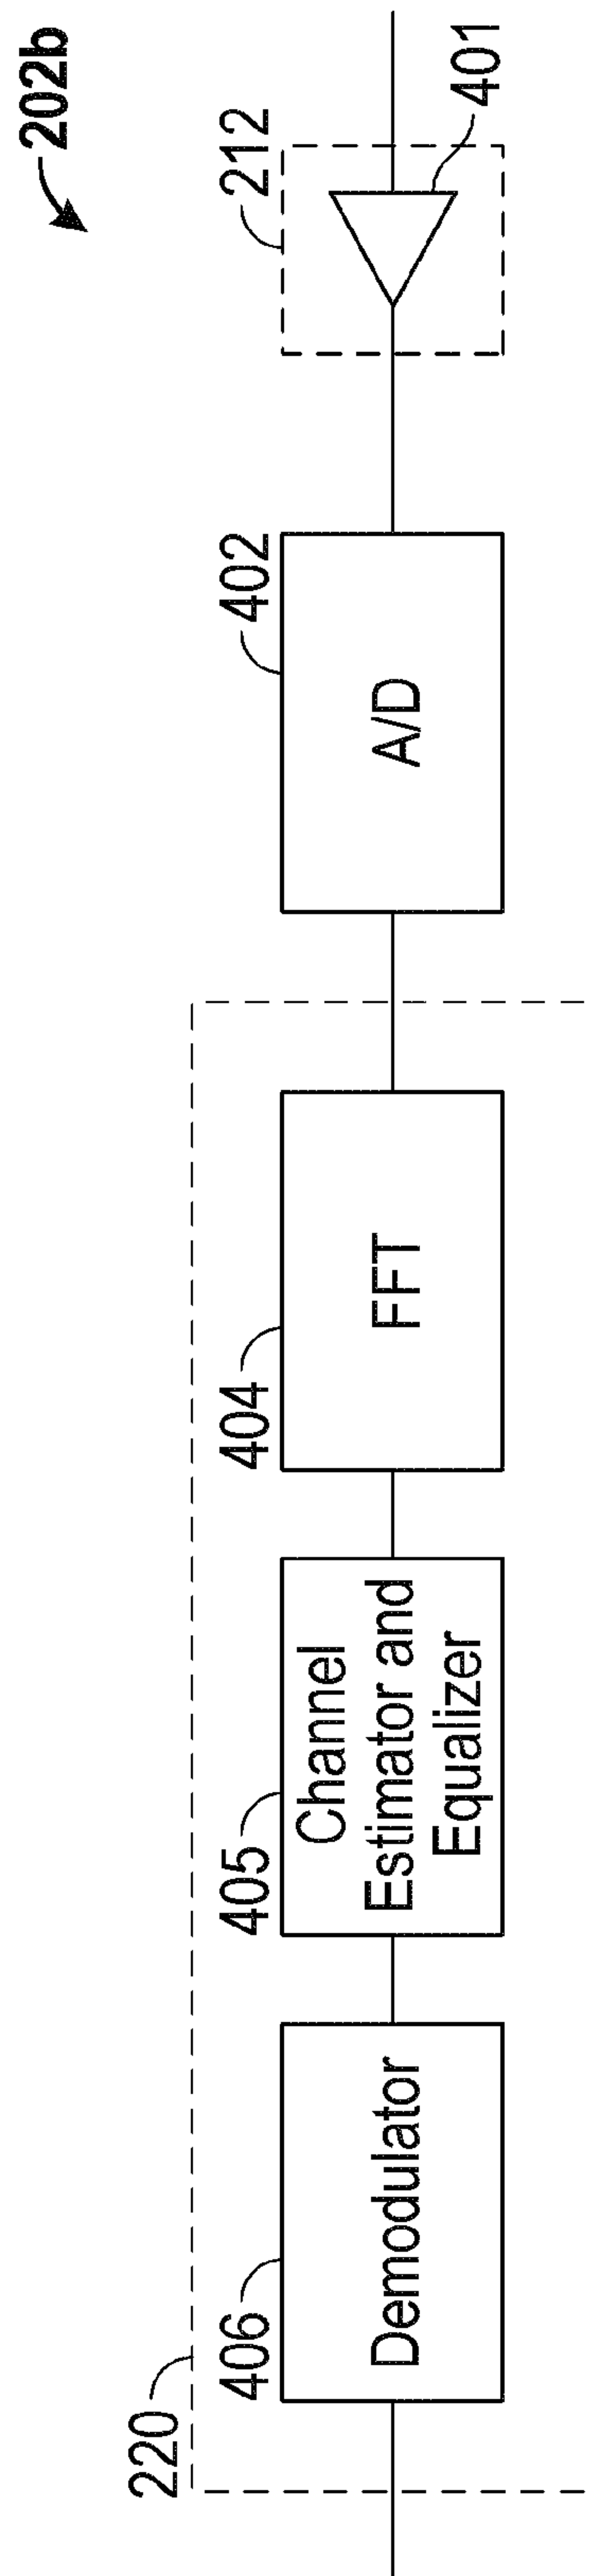 202b
220
406
Demodulator
405
Channel
Estimator and
Equalizer
404
FFT
402
A/D
212
401